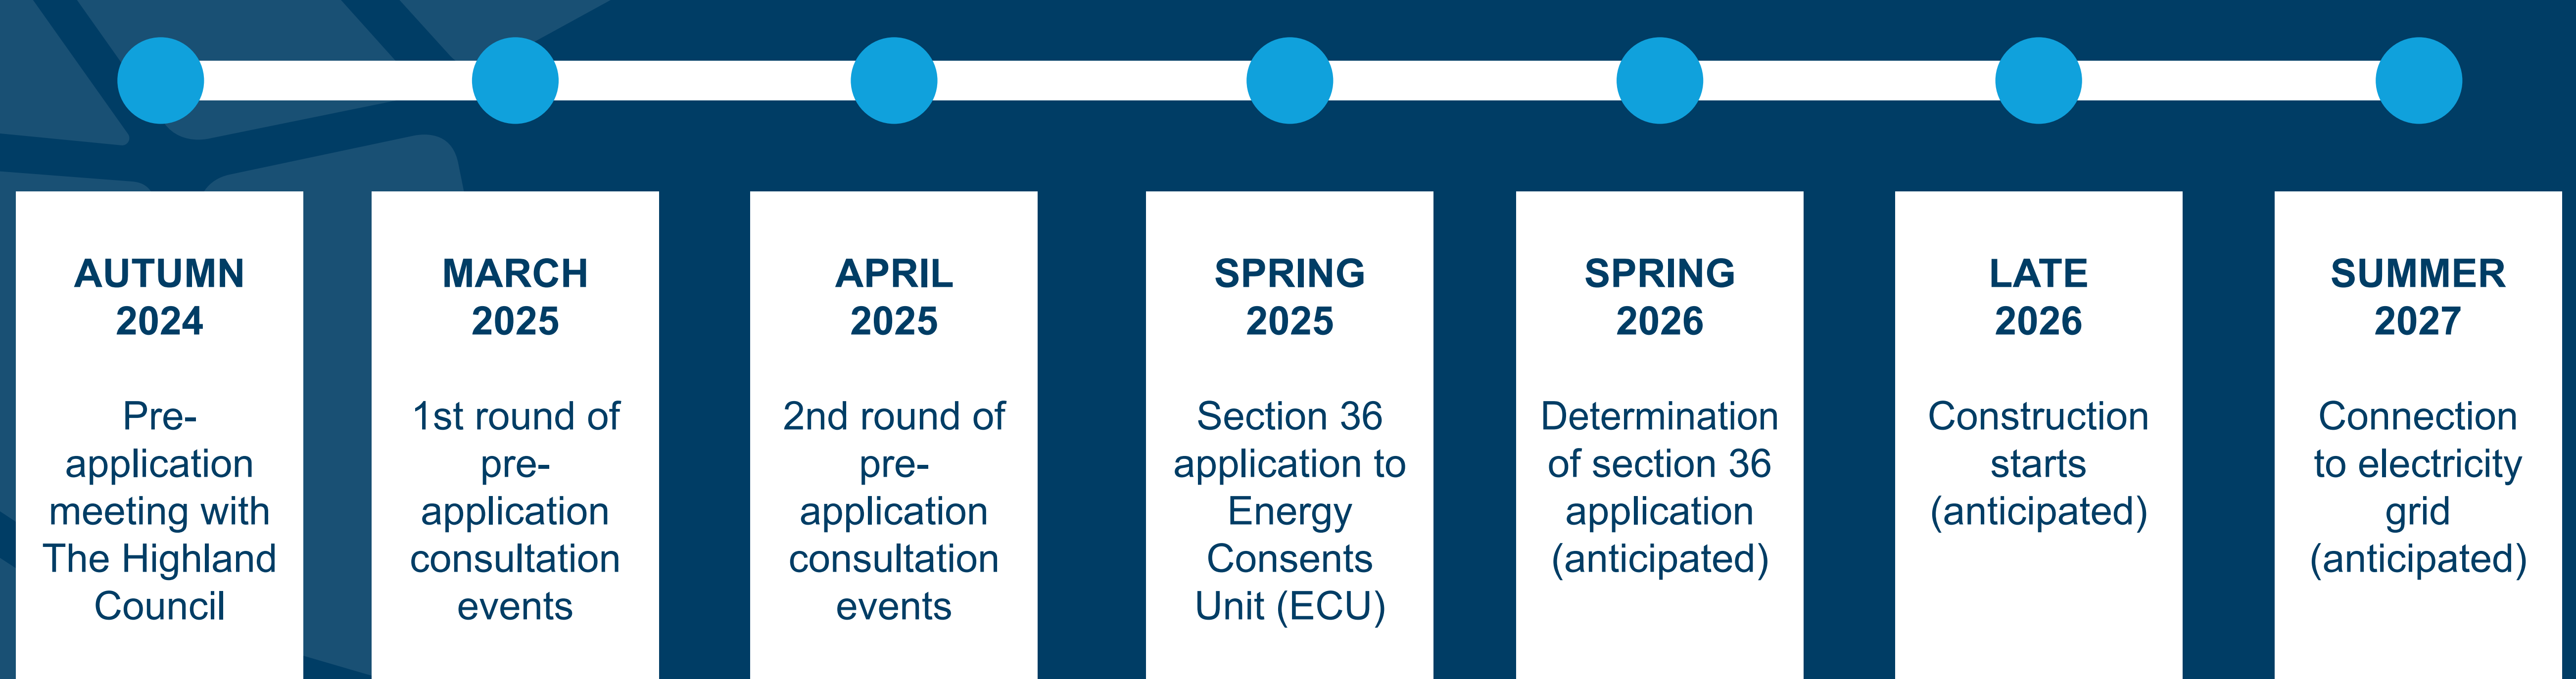 AUTUMN
2024
Pre-
application
meeting with
The Highland
Council
MARCH
2025
1st round of
pre-
application
consultation
events
APRIL
2025
2nd round of
pre-
application
consultation
events
SPRING
2025
Section 36
application to
Energy
Consents
Unit (ECU)
SPRING
2026
Determination
of section 36
application
(anticipated)
LATE
2026
Construction
starts
(anticipated)
SUMMER
2027
Connection
to electricity
grid
(anticipated)